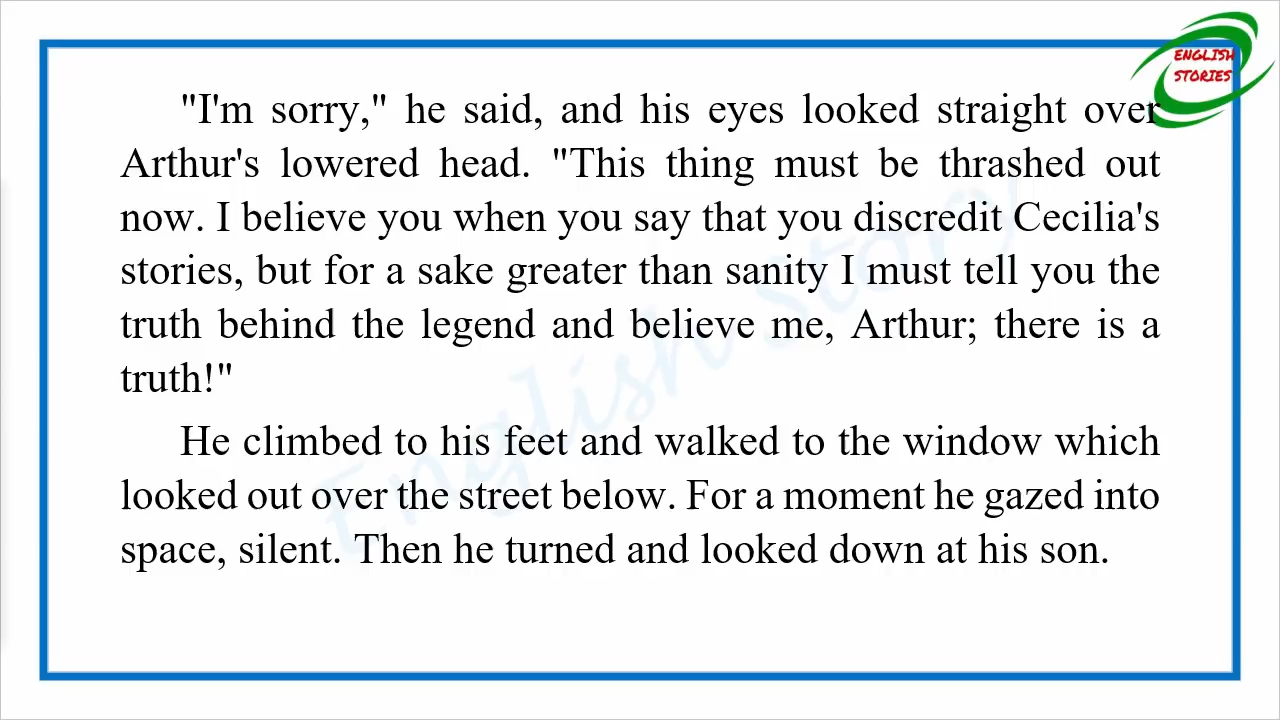 ENGLISH
STORIES
"I'm sorry," he said, and his eyes looked straight over
Arthur's lowered head. "This thing must be thrashed out
now. I believe you when you say that you discredit Cecilia's
stories, but for a sake greater than sanity I must tell you the
truth behind the legend and believe me, Arthur; there is a
truth!"
He climbed to his feet and walked to the window which
looked out over the street below. For a moment he gazed into
space, silent. Then he turned and looked down at his son.
English Story